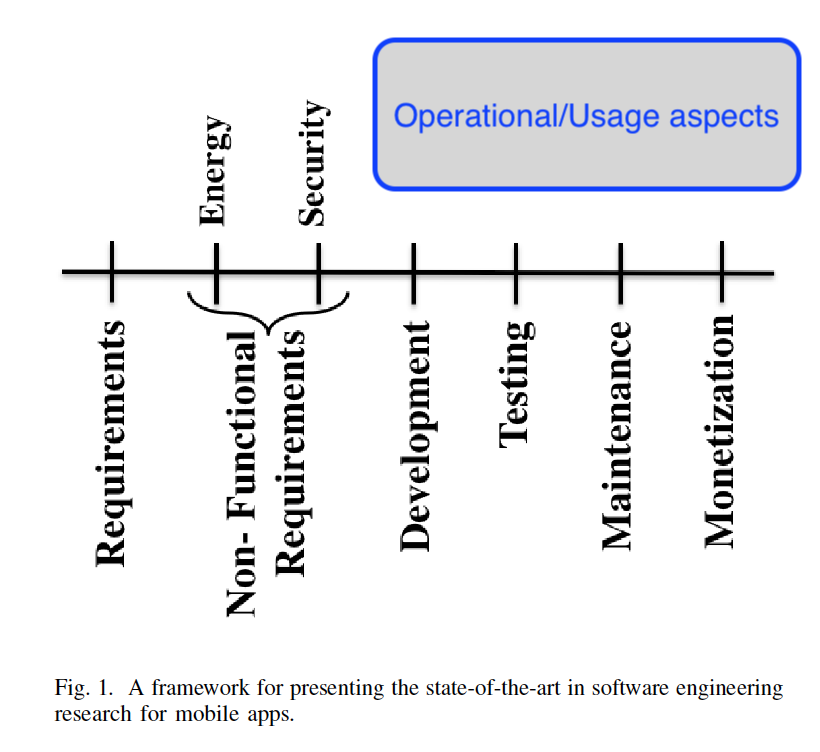 Operational/Usage aspects
Energy
Security
Requirements
Non- Functional
Requirements
Development
Testing
Maintenance
Monetization
Fig. 1. A framework for presenting the state-of-the-art in software engineering
research for mobile apps.